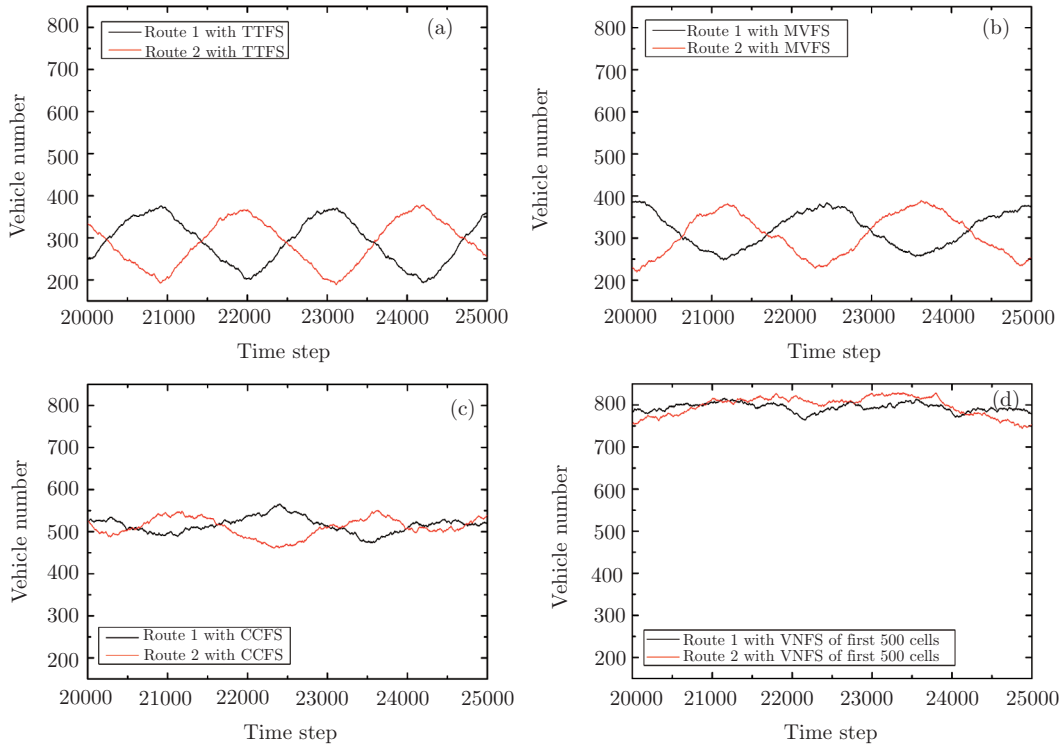 800
700
600
500
400
300
200
Vehicle number
(a)
Route 1 with TTFS
Route 2 with TTFS
20000 21000 22000 23000 24000 25000
Time step
800
700
600
500
400
300
200
Vehicle number
(b)
Route 1 with MVFS
Route 2 with MVFS
20000 21000 22000 23000 24000 25000
Time step
800
700
600
500
400
300
200
Vehicle number
(c)
Route 1 with CCFS
Route 2 with CCFS
20000 21000 22000 23000 24000 25000
Time step
800
700
600
500
400
300
200
Vehicle number
(d)
Route 1 with VNFS of first 500 cells
Route 2 with VNFS of first 500 cells
20000 21000 22000 23000 24000 25000
Time step